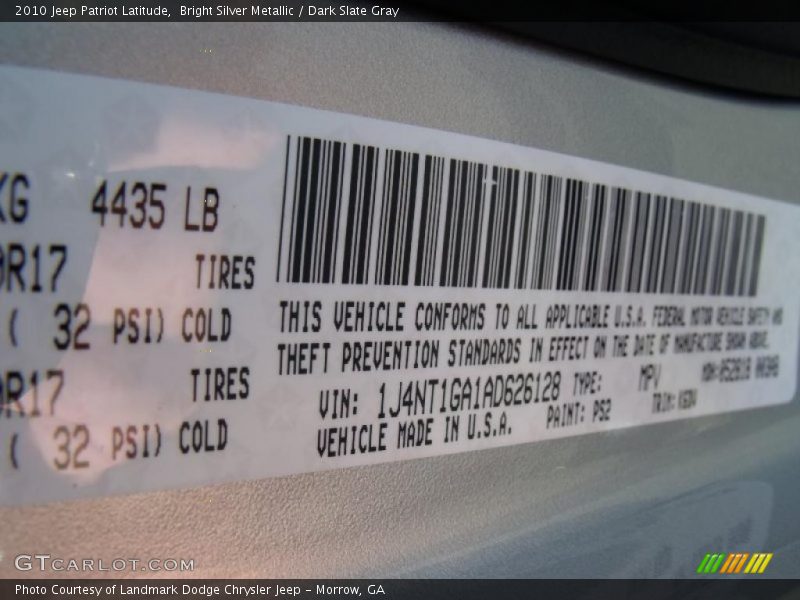 2010 Jeep Patriot Latitude, Bright Silver Metallic / Dark Slate Gray
KG 4435 LB
0R17 TIRES
( 32 PSI) COLD
0R17 TIRES
( 32 PSI) COLD
THIS VEHICLE CONFORMS TO ALL APPLICABLE U.S.A. FEDERAL MOTOR VEHICLE SAFETY AND
THEFT PREVENTION STANDARDS IN EFFECT ON THE DATE OF MANUFACTURE SHOWN ABOVE.
VIN: 1J4NT1GA1AD626128 TYPE: MPV
VEHICLE MADE IN U.S.A. PAINT: PS2 TRIM:
GTCARLOT.COM
Photo Courtesy of Landmark Dodge Chrysler Jeep - Morrow, GA